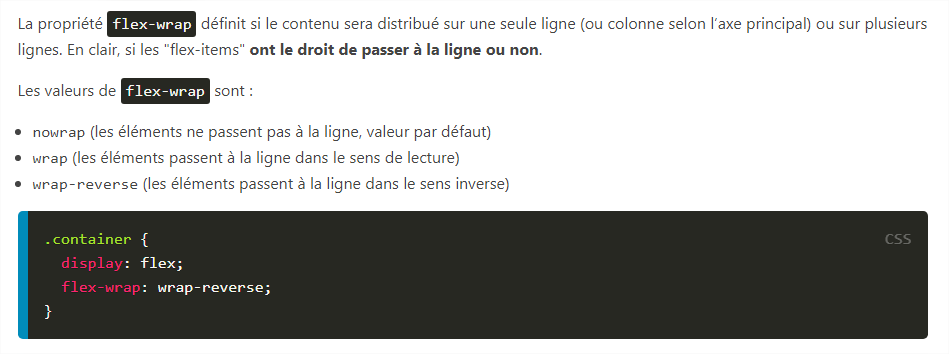 La propriété flex-wrap définit si le contenu sera distribué sur une seule ligne (ou colonne selon l’axe principal) ou sur plusieurs
lignes. En clair, si les "flex-items" ont le droit de passer à la ligne ou non.
Les valeurs de flex-wrap sont :
• nowrap (les éléments ne passent pas à la ligne, valeur par défaut)
• wrap (les éléments passent à la ligne dans le sens de lecture)
• wrap-reverse (les éléments passent à la ligne dans le sens inverse)
.container {
CSS
display: flex;
flex-wrap: wrap-reverse;
}